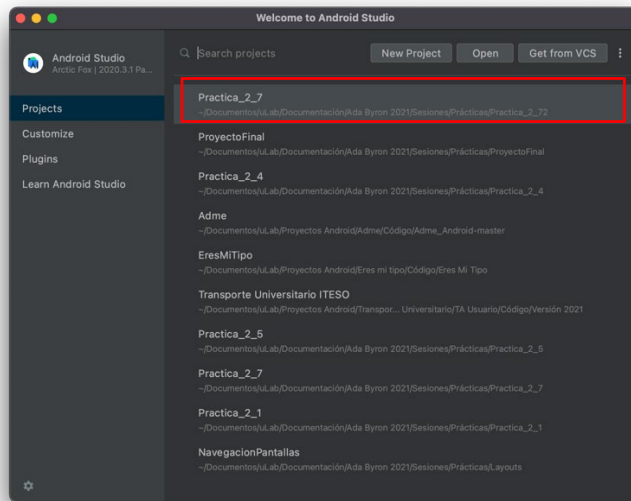 Welcome to Android Studio
Android Studio
Arctic Fox | 2020.3.1 Pa...
Search projects
New Project
Open
Get from VCS
Projects
Customize
Plugins
Learn Android Studio
Practica_2_7
~/Documentos/uLab/Documentación/Ada Byron 2021/Sesiones/Prácticas/Practica_2_72
ProyectoFinal
~/Documentos/uLab/Documentación/Ada Byron 2021/Sesiones/Prácticas/ProyectoFinal
Practica_2_4
~/Documentos/uLab/Documentación/Ada Byron 2021/Sesiones/Prácticas/Practica_2_4
Adme
~/Documentos/uLab/Proyectos Android/Adme/Código/Adme_Android-master
EresMiTipo
~/Documentos/uLab/Proyectos Android/Eres mi tipo/Código/Eres Mi Tipo
Transporte Universitario ITESO
~/Documentos/uLab/Proyectos Android/Transpor... Universitario/TA Usuario/Código/Versión 2021
Practica_2_5
~/Documentos/uLab/Documentación/Ada Byron 2021/Sesiones/Prácticas/Practica_2_5
Practica_2_7
~/Documentos/uLab/Documentación/Ada Byron 2021/Sesiones/Prácticas/Practica_2_7
Practica_2_1
~/Documentos/uLab/Documentación/Ada Byron 2021/Sesiones/Prácticas/Practica_2_1
NavegacionPantallas
~/Documentos/uLab/Documentación/Ada Byron 2021/Sesiones/Prácticas/Layouts